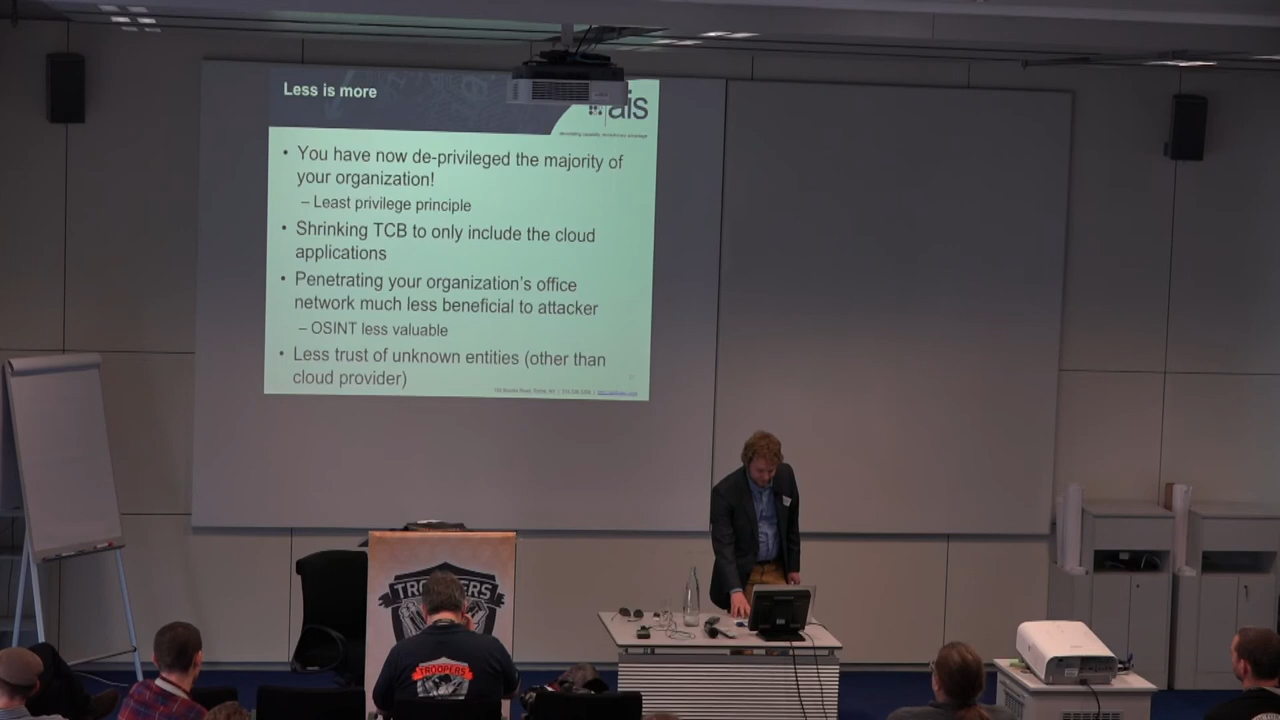 Less is more
ais
• You have now de-privileged the majority of
your organization!
– Least privilege principle
• Shrinking TCB to only include the cloud
applications
• Penetrating your organization's office
network much less beneficial to attacker
– OSINT less valuable
• Less trust of unknown entities (other than
cloud provider)
TROOPERS
TROOPERS